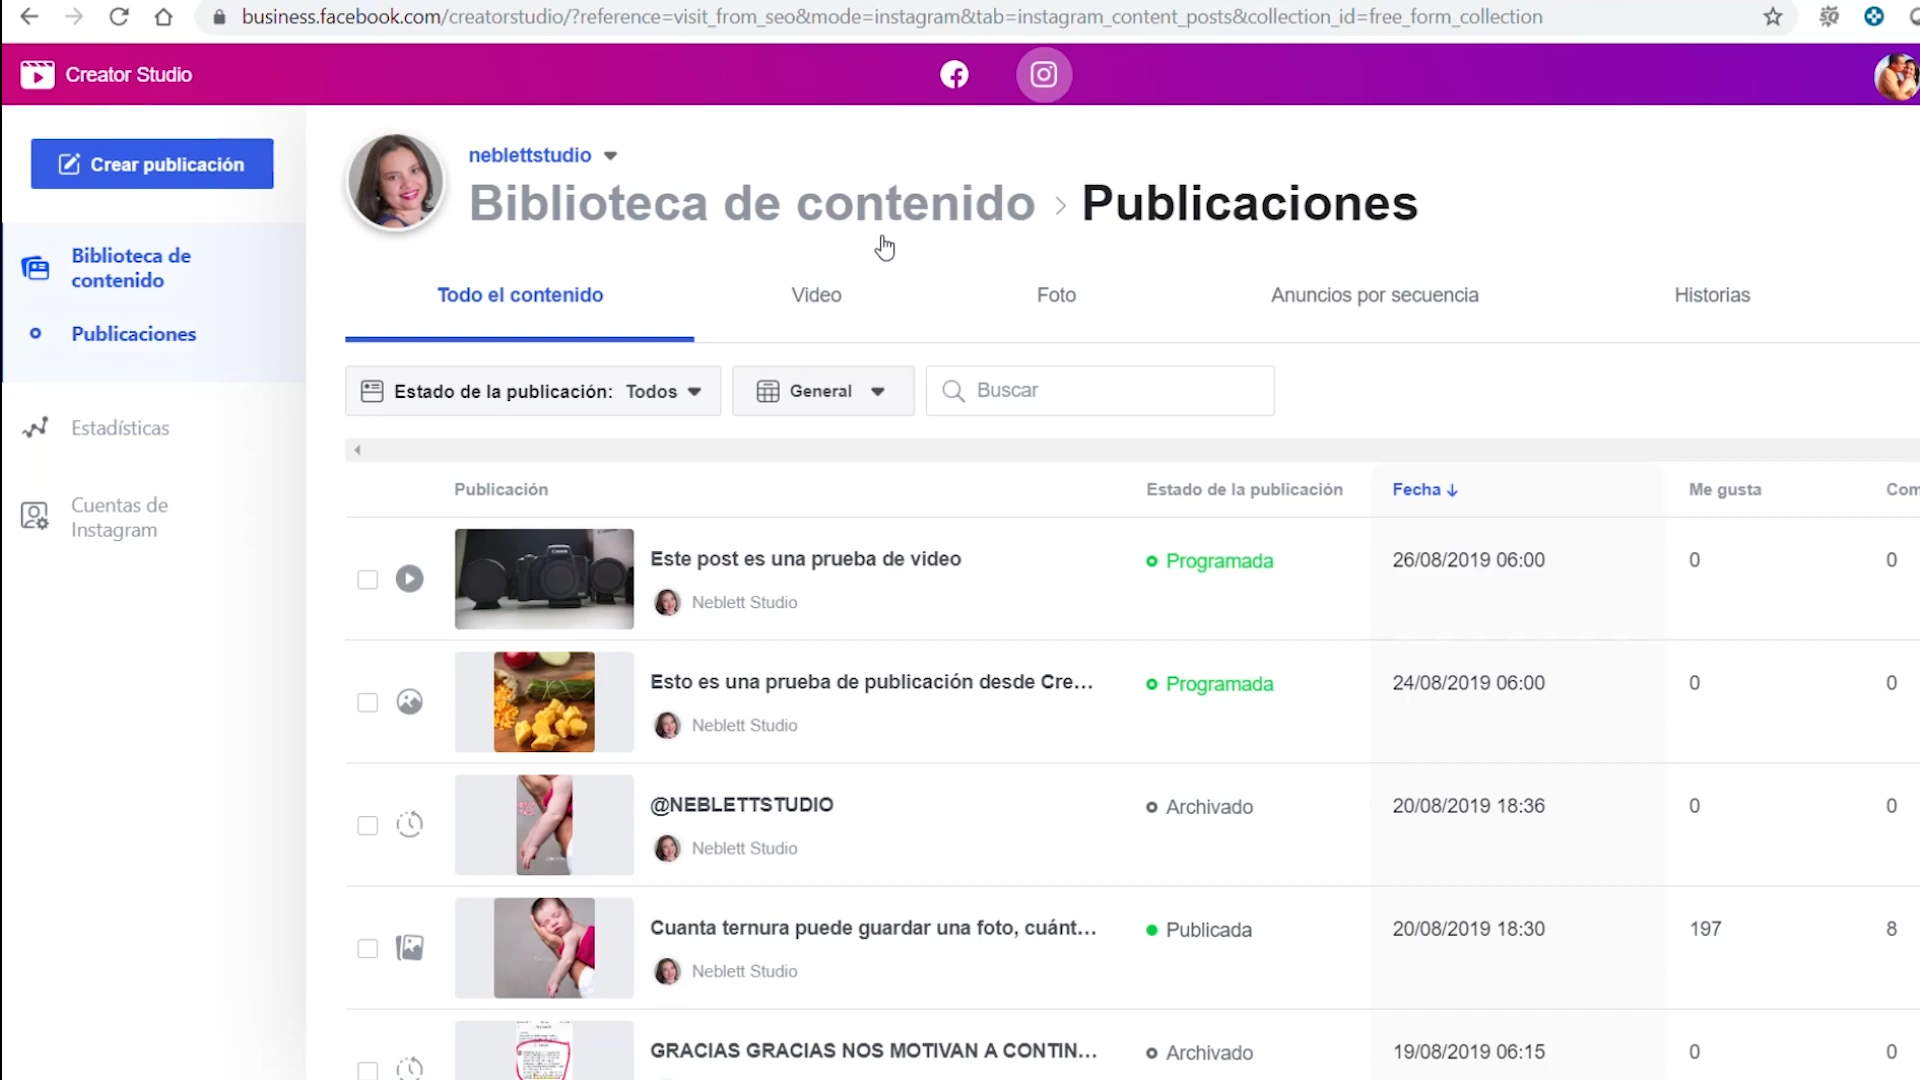 business.facebook.com/creatorstudio/?reference=visit_from_seo&mode=instagram&tab=instagram_content_posts&collection_id=free_form_collection
Creator Studio
Crear publicación
neblettstudio
Biblioteca de contenido > Publicaciones
Biblioteca de
contenido
Publicaciones
Estadísticas
Cuentas de
Instagram
Todo el contenido Video Foto Anuncios por secuencia Historias
Estado de la publicación: Todos General Buscar
Publicación Estado de la publicación Fecha ↓ Me gusta Com
Este post es una prueba de video Programada 26/08/2019 06:00 0 0
Neblett Studio
Esto es una prueba de publicación desde Cre... Programada 24/08/2019 06:00 0 0
Neblett Studio
@NEBLETTSTUDIO Archivado 20/08/2019 18:36 0 0
Neblett Studio
Cuanta ternura puede guardar una foto, cuánt... Publicada 20/08/2019 18:30 197 8
Neblett Studio
GRACIAS GRACIAS NOS MOTIVAN A CONTIN... Archivado 19/08/2019 06:15 0 0